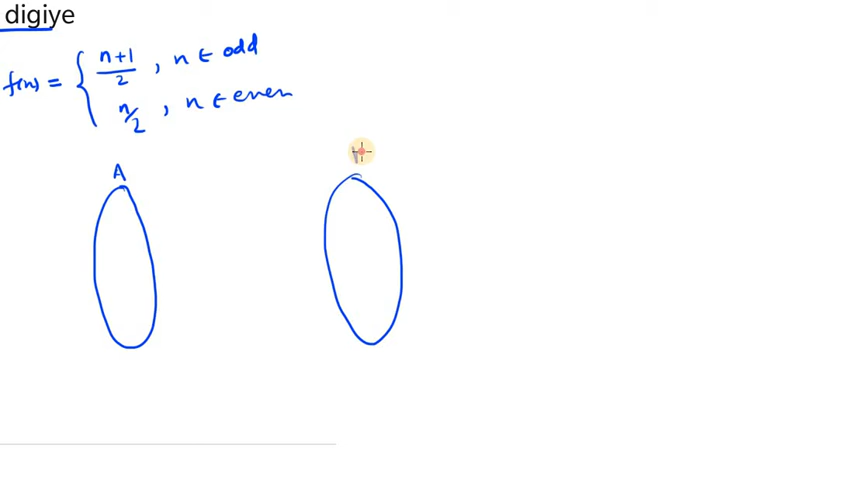 digiye
f(n) = { n+1/2 , n ∈ odd
n/2 , n ∈ even
A